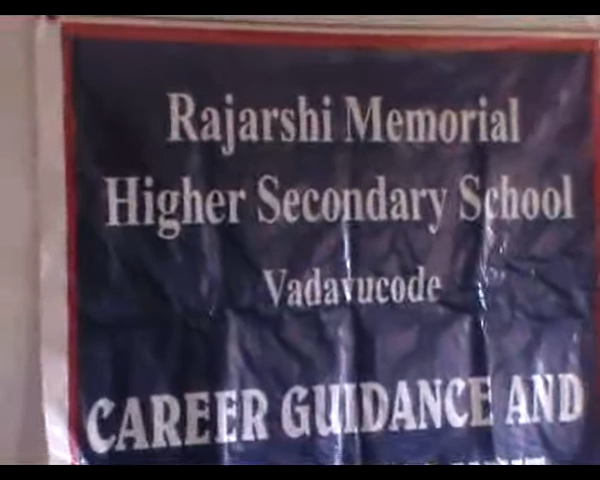 Rajarshi Memorial
Higher Secondary School
Vadavucode
CAREER GUIDANCE AND